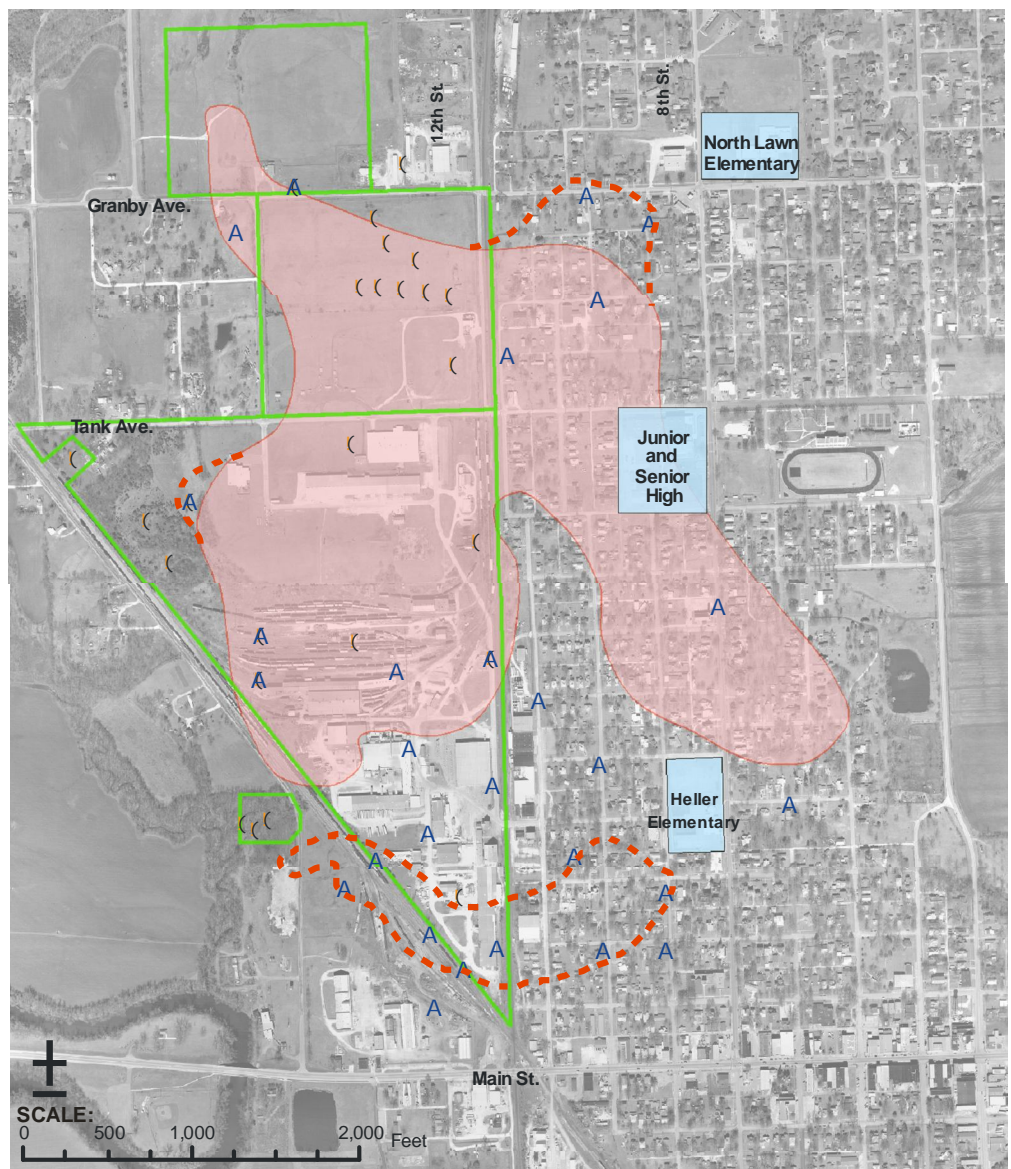 12th St.
8th St.
North Lawn
Elementary
Granby Ave.
A
A
A
A
A
A
Tank Ave.
Junior
and
Senior
High
A
A
A
A
A
A
A
A
A
A
A
Heller
Elementary
A
A
A
A
A
A
A
A
A
A
A
A
Main St.
SCALE:
0 500 1,000 2,000 Feet